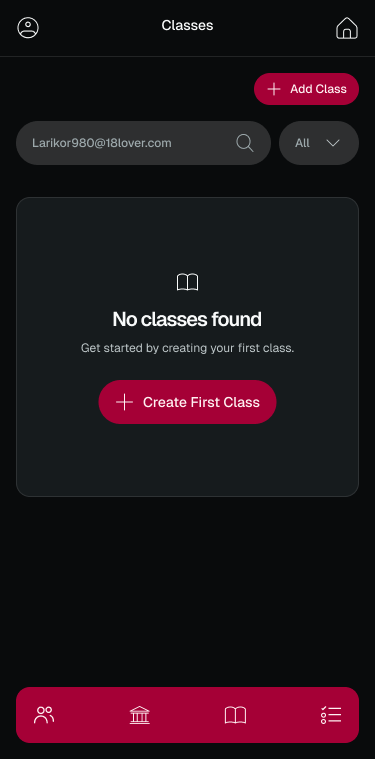 Classes
Add Class
Larikor980@18lover.com
All
No classes found
Get started by creating your first class.
Create First Class